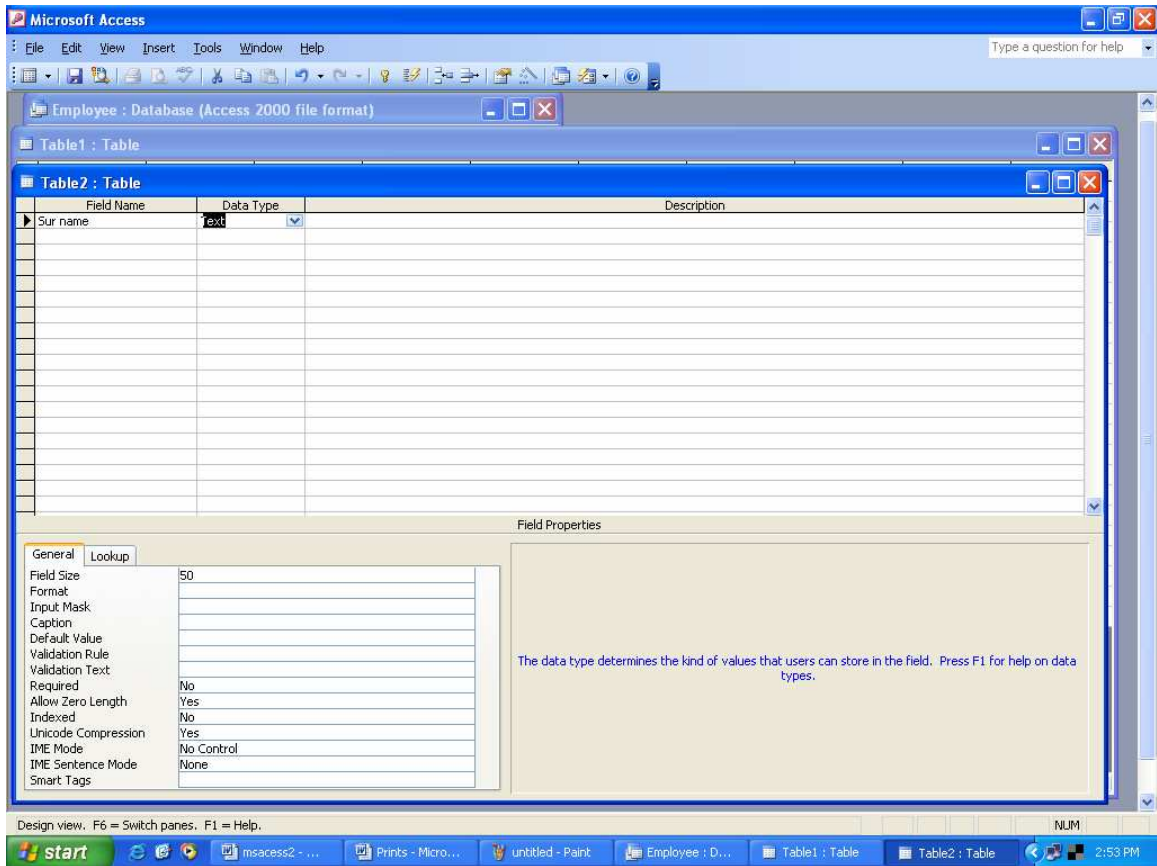 Microsoft Access
File Edit View Insert Tools Window Help Type a question for help
Employee : Database (Access 2000 file format)
Table1 : Table
Table2 : Table
Field Name Data Type Description
Sur name Text
Field Properties
General Lookup
Field Size 50
Format
Input Mask
Caption
Default Value
Validation Rule
Validation Text
Required No
Allow Zero Length Yes
Indexed No
Unicode Compression Yes
IME Mode No Control
IME Sentence Mode None
Smart Tags
The data type determines the kind of values that users can store in the field. Press F1 for help on data
types.
Design view. F6 = Switch panes. F1 = Help. NUM
start msacess2 - ... Prints - Micro... untitled - Paint Employee : D... Table1 : Table Table2 : Table 2:53 PM